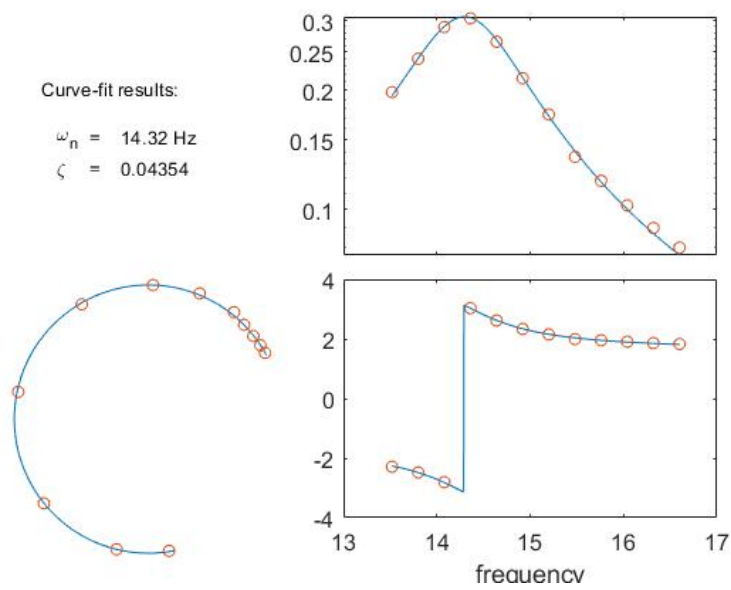 Curve-fit results:
ωn = 14.32 Hz
ζ = 0.04354
0.3
0.25
0.2
0.15
0.1
4
2
0
-2
-4
13 14 15 16 17
frequency